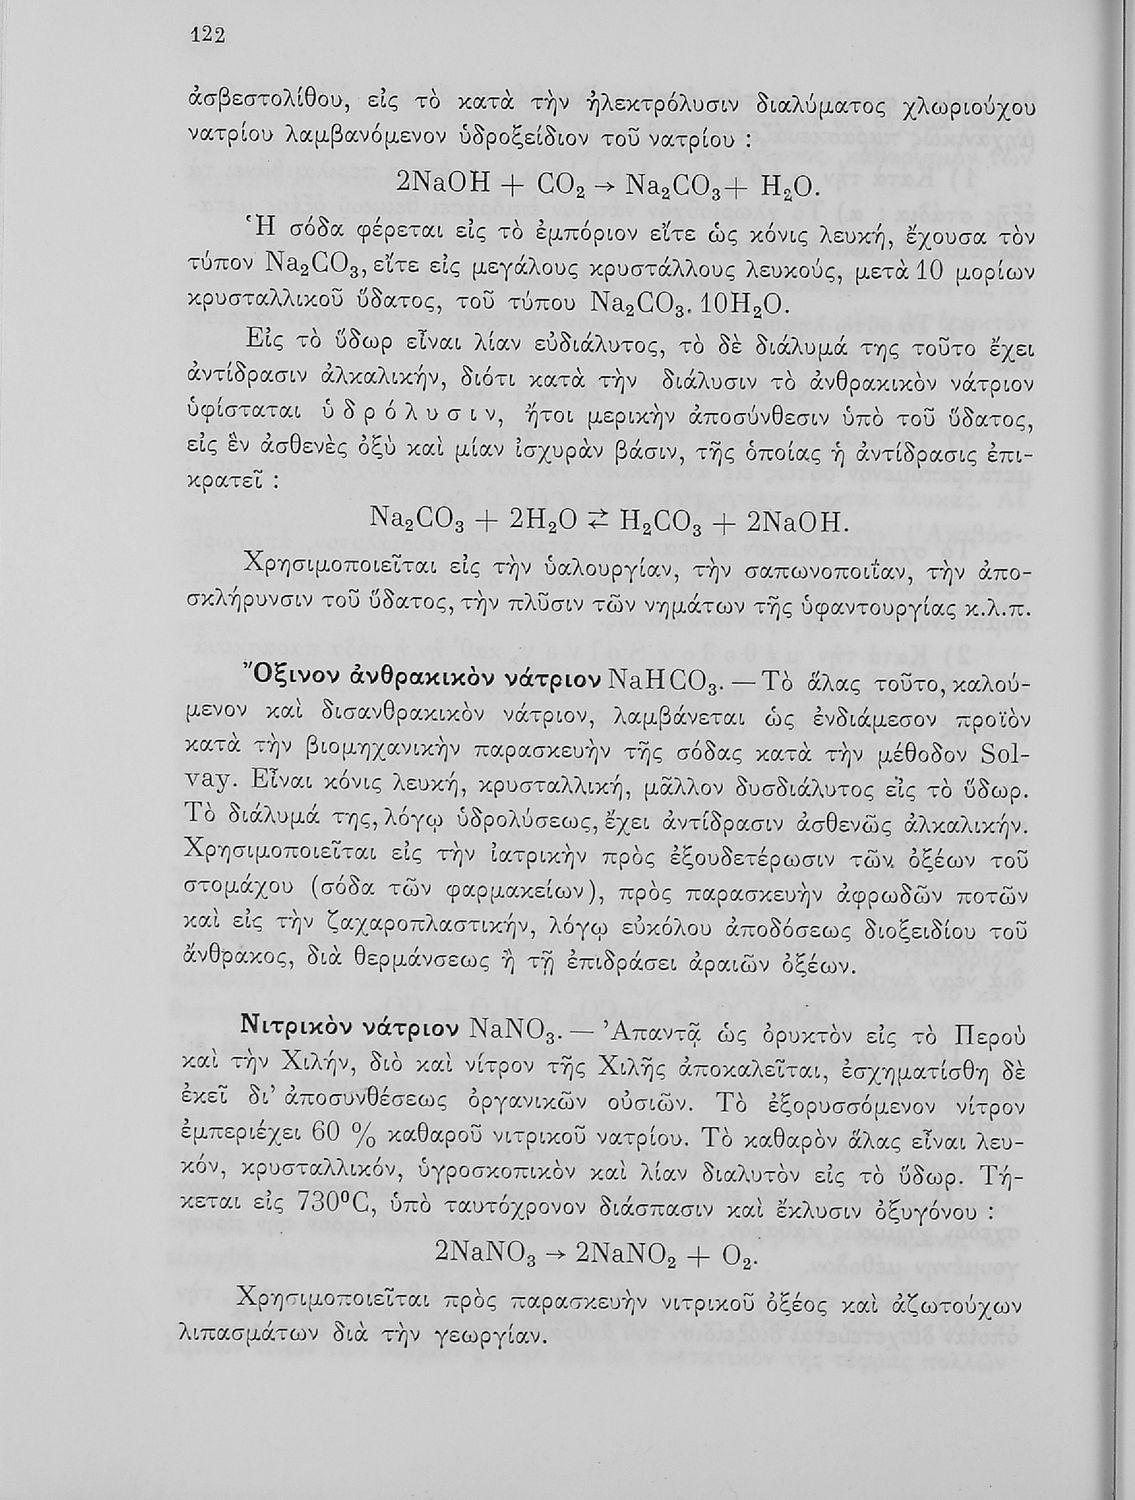 122
ἀσβεστολίθου, εἰς τὸ κατὰ τὴν ἠλεκτρόλυσιν διαλύματος χλωριούχου
νατρίου λαμβανόμενον ὑδροξείδιον τοῦ νατρίου :
2NaOH + CO₂ → Na₂CO₃ + H₂O.
Ἡ σόδα φέρεται εἰς τὸ ἐμπόριον εἴτε ὡς κόνις λευκή, ἔχουσα τὸν
τύπον Na₂CO₃, εἴτε εἰς μεγάλους κρυστάλλους λευκούς, μετὰ 10 μορίων
κρυσταλλικοῦ ὕδατος, τοῦ τύπου Na₂CO₃. 10H₂O.
Εἰς τὸ ὕδωρ εἶναι λίαν εὐδιάλυτος, τὸ δὲ διάλυμά της τοῦτο ἔχει
ἀντίδρασιν ἀλκαλικήν, διότι κατὰ τὴν διάλυσιν τὸ ἀνθρακικὸν νάτριον
ὑφίσταται ὑ δ ρ ό λ υ σ ι ν, ἤτοι μερικὴν ἀποσύνθεσιν ὑπὸ τοῦ ὕδατος,
εἰς ἓν ἀσθενὲς ὀξὺ καὶ μίαν ἰσχυρὰν βάσιν, τῆς ὁποίας ἡ ἀντίδρασις ἐπι-
κρατεῖ :
Na₂CO₃ + 2H₂O ⇄ H₂CO₃ + 2NaOH.
Χρησιμοποιεῖται εἰς τὴν ὑαλουργίαν, τὴν σαπωνοποιΐαν, τὴν ἀπο-
σκλήρυνσιν τοῦ ὕδατος, τὴν πλῦσιν τῶν νημάτων τῆς ὑφαντουργίας κ.λ.π.
Ὄξινον ἀνθρακικὸν νάτριον NaHCO₃. — Τὸ ἅλας τοῦτο, καλού-
μενον καὶ δισανθρακικὸν νάτριον, λαμβάνεται ὡς ἐνδιάμεσον προϊὸν
κατὰ τὴν βιομηχανικὴν παρασκευὴν τῆς σόδας κατὰ τὴν μέθοδον Sol-
vay. Εἶναι κόνις λευκή, κρυσταλλική, μᾶλλον δυσδιάλυτος εἰς τὸ ὕδωρ.
Τὸ διάλυμά της, λόγῳ ὑδρολύσεως, ἔχει ἀντίδρασιν ἀσθενῶς ἀλκαλικήν.
Χρησιμοποιεῖται εἰς τὴν ἰατρικὴν πρὸς ἐξουδετέρωσιν τῶν ὀξέων τοῦ
στομάχου (σόδα τῶν φαρμακείων), πρὸς παρασκευὴν ἀφρωδῶν ποτῶν
καὶ εἰς τὴν ζαχαροπλαστικήν, λόγῳ εὐκόλου ἀποδόσεως διοξειδίου τοῦ
ἄνθρακος, διὰ θερμάνσεως ἢ τῇ ἐπιδράσει ἀραιῶν ὀξέων.
Νιτρικὸν νάτριον NaNO₃. — Ἀπαντᾷ ὡς ὀρυκτὸν εἰς τὸ Περοὺ
καὶ τὴν Χιλήν, διὸ καὶ νίτρον τῆς Χιλῆς ἀποκαλεῖται, ἐσχηματίσθη δὲ
ἐκεῖ δι’ ἀποσυνθέσεως ὀργανικῶν οὐσιῶν. Τὸ ἐξορυσσόμενον νίτρον
ἐμπεριέχει 60 % καθαροῦ νιτρικοῦ νατρίου. Τὸ καθαρὸν ἅλας εἶναι λευ-
κόν, κρυσταλλικόν, ὑγροσκοπικὸν καὶ λίαν διαλυτὸν εἰς τὸ ὕδωρ. Τή-
κεται εἰς 730⁰C, ὑπὸ ταυτόχρονον διάσπασιν καὶ ἔκλυσιν ὀξυγόνου :
2NaNO₃ → 2NaNO₂ + O₂.
Χρησιμοποιεῖται πρὸς παρασκευὴν νιτρικοῦ ὀξέος καὶ ἀζωτούχων
λιπασμάτων διὰ τὴν γεωργίαν.